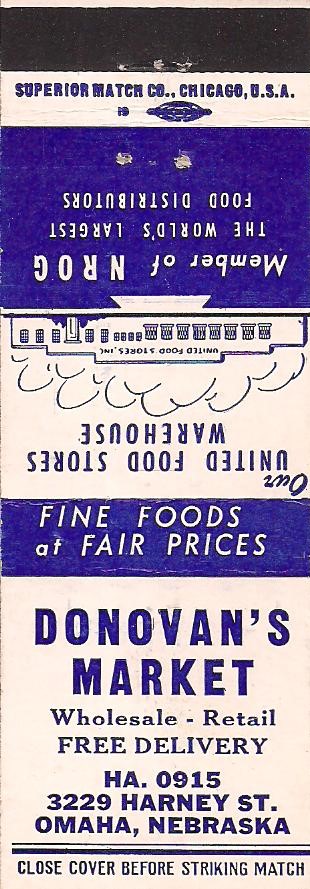 SUPERIOR MATCH CO., CHICAGO, U.S.A.
FINE FOODS
at FAIR PRICES
DONOVAN'S
MARKET
Wholesale - Retail
FREE DELIVERY
HA. 0915
3229 HARNEY ST.
OMAHA, NEBRASKA
CLOSE COVER BEFORE STRIKING MATCH
Our
UNITED FOOD STORES
WAREHOUSE
UNITED FOOD STORES, INC
Member of NROG
THE WORLD'S LARGEST
FOOD DISTRIBUTORS